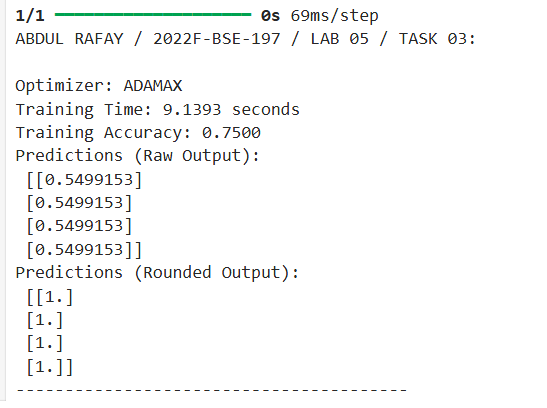 1/1 ━━━━━━━━━━━━━━━━━━━━ 0s 69ms/step
ABDUL RAFAY / 2022F-BSE-197 / LAB 05 / TASK 03:
Optimizer: ADAMAX
Training Time: 9.1393 seconds
Training Accuracy: 0.7500
Predictions (Raw Output):
[[0.5499153]
[0.5499153]
[0.5499153]
[0.5499153]]
Predictions (Rounded Output):
[[1.]
[1.]
[1.]
[1.]]
----------------------------------------